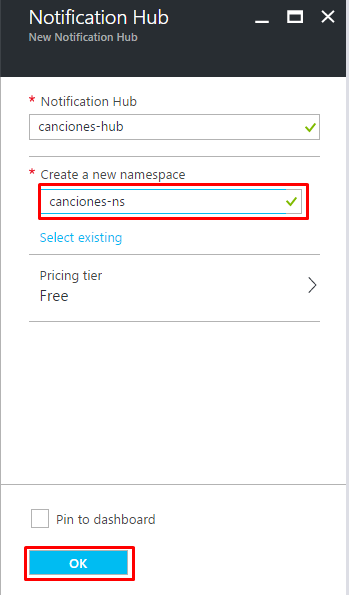 Notification Hub
New Notification Hub
* Notification Hub
canciones-hub
* Create a new namespace
canciones-ns
Select existing
Pricing tier
Free
Pin to dashboard
OK